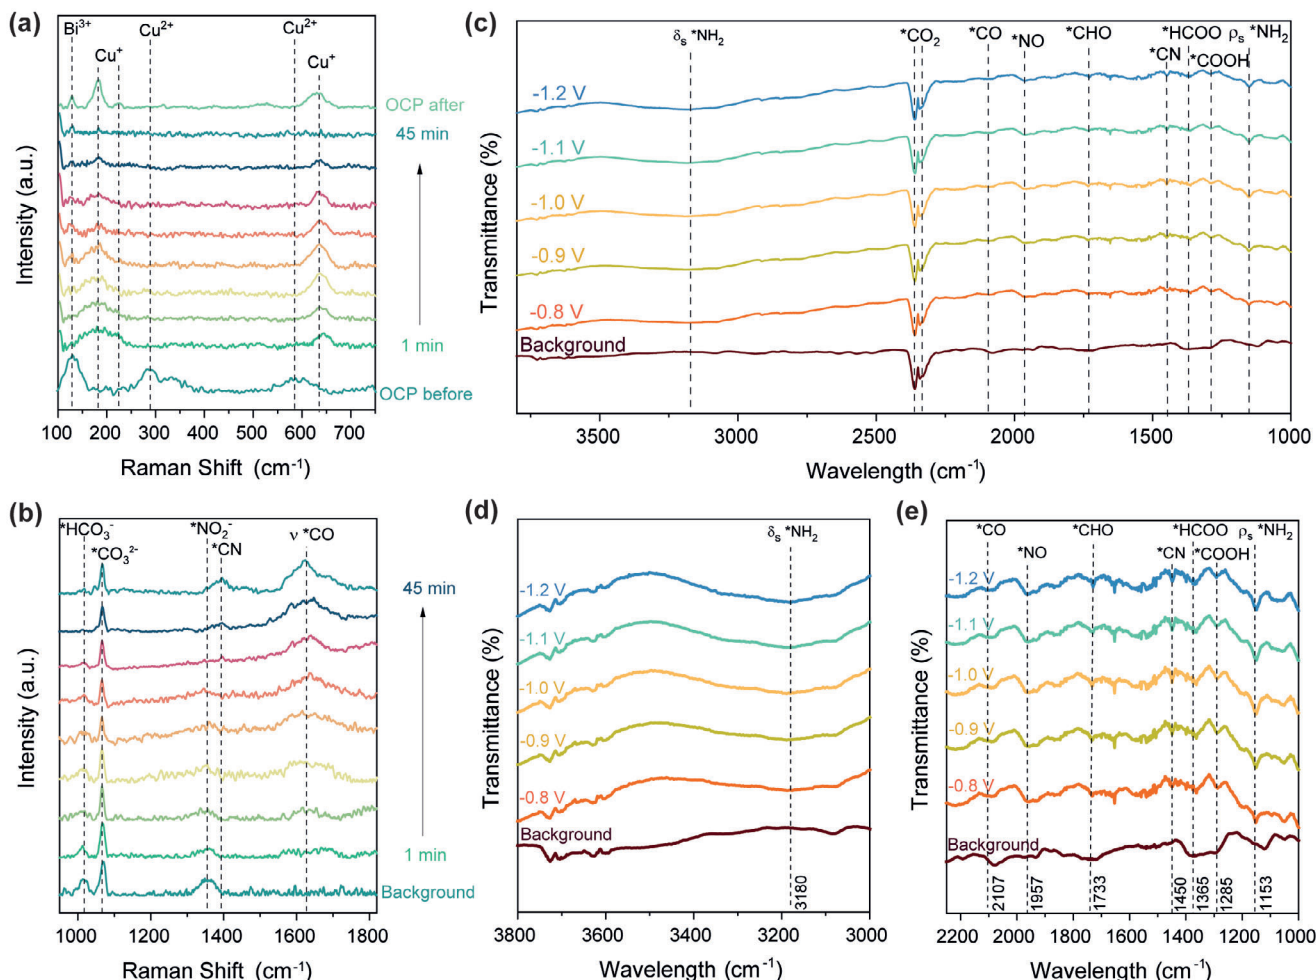 (a)
Bi³⁺
Cu⁺
Cu²⁺
Cu²⁺
Cu⁺
OCP after
45 min
1 min
OCP before
Intensity (a.u.)
100 200 300 400 500 600 700
Raman Shift (cm⁻¹)
(b)
*HCO₃⁻
*CO₃²⁻
*NO₂⁻
*CN
ν *CO
45 min
1 min
Background
Intensity (a.u.)
1000 1200 1400 1600 1800
Raman Shift (cm⁻¹)
(c)
δₛ *NH₂
*CO₂
*CO
*NO
*CHO
*HCOO
ρₛ *NH₂
*CN
*COOH
-1.2 V
-1.1 V
-1.0 V
-0.9 V
-0.8 V
Background
Transmittance (%)
3500 3000 2500 2000 1500 1000
Wavelength (cm⁻¹)
(d)
δₛ *NH₂
-1.2 V
-1.1 V
-1.0 V
-0.9 V
-0.8 V
Background
3180
Transmittance (%)
3800 3600 3400 3200 3000
Wavelength (cm⁻¹)
(e)
*CO
*NO
*CHO
*HCOO
ρₛ *NH₂
*CN
*COOH
-1.2 V
-1.1 V
-1.0 V
-0.9 V
-0.8 V
Background
2107
1957
1733
1450
1365
1285
1153
Transmittance (%)
2200 2000 1800 1600 1400 1200 1000
Wavelength (cm⁻¹)